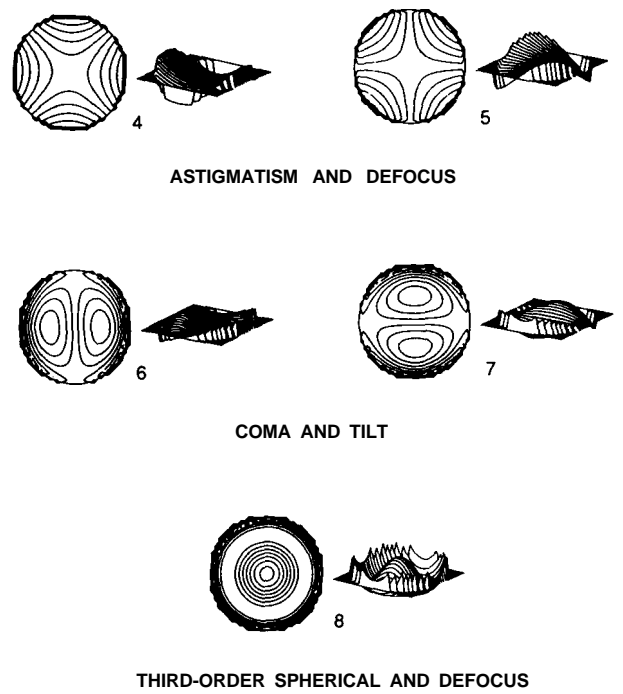 4
5
ASTIGMATISM AND DEFOCUS
6
7
COMA AND TILT
8
THIRD-ORDER SPHERICAL AND DEFOCUS